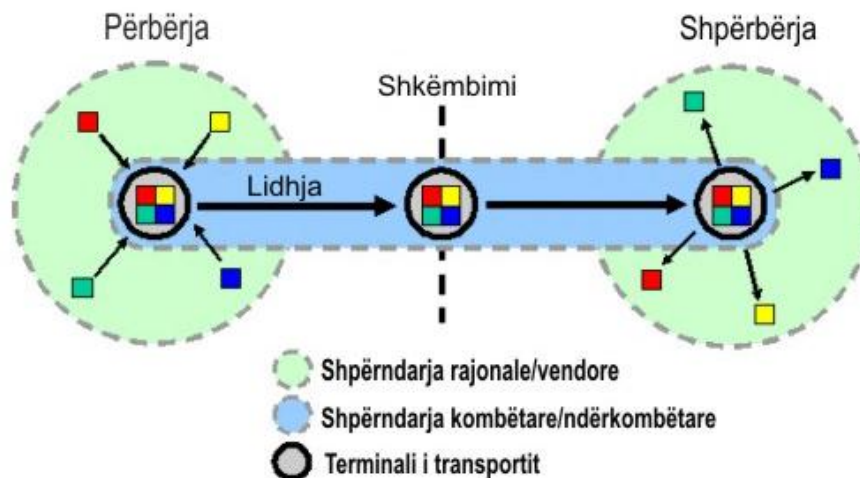 Përbërja
Shpërbërja
Shkëmbimi
Lidhja
Shpërndarja rajonale/vendore
Shpërndarja kombëtare/ndërkombëtare
Terminali i transportit